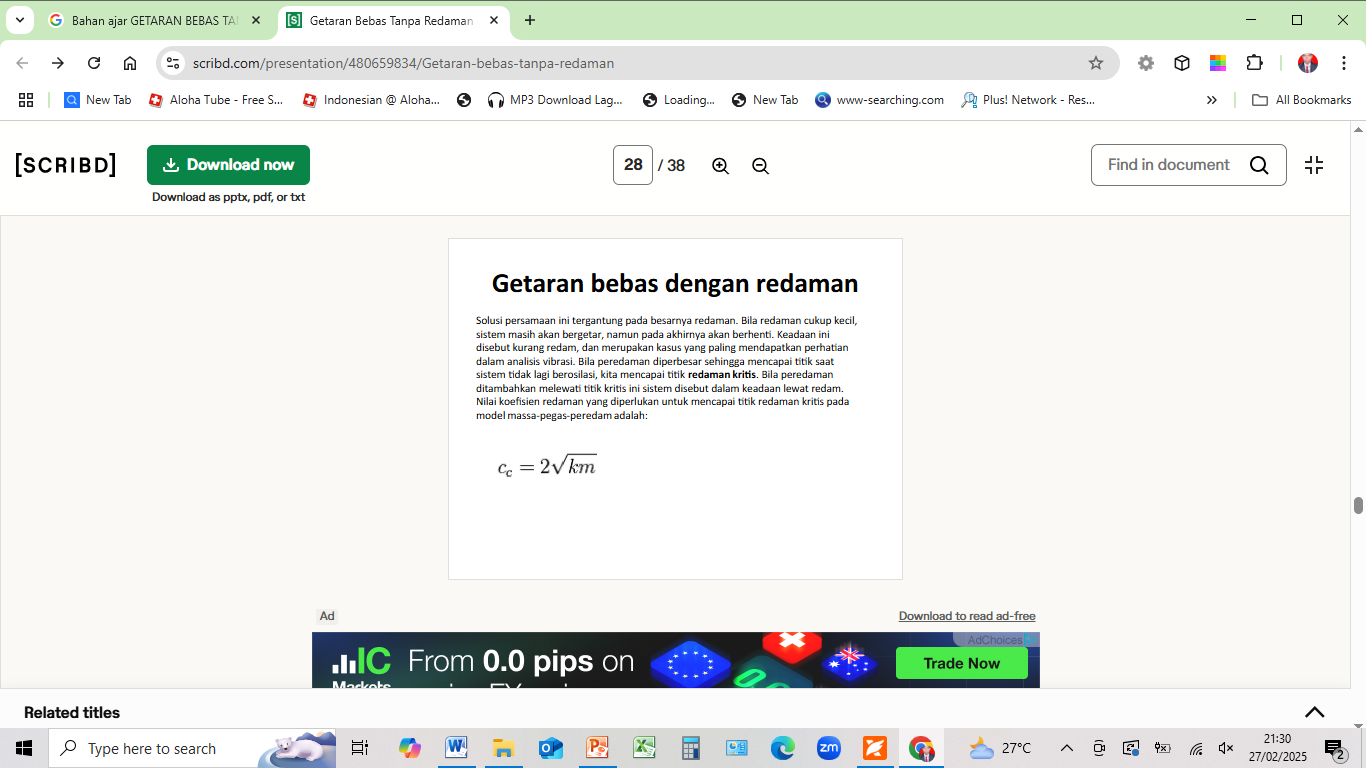 Bahan ajar GETARAN BEBAS TA
Getaran Bebas Tanpa Redaman
scribd.com/presentation/480659834/Getaran-bebas-tanpa-redaman
New Tab
Aloha Tube - Free S...
Indonesian @ Aloha...
MP3 Download Lag...
Loading...
New Tab
www-searching.com
Plus! Network - Res...
All Bookmarks
[SCRIBD]
Download now
Download as pptx, pdf, or txt
28 / 38
Find in document
Getaran bebas dengan redaman
Solusi persamaan ini tergantung pada besarnya redaman. Bila redaman cukup kecil,
sistem masih akan bergetar, namun pada akhirnya akan berhenti. Keadaan ini
disebut kurang redam, dan merupakan kasus yang paling mendapatkan perhatian
dalam analisis vibrasi. Bila peredaman diperbesar sehingga mencapai titik saat
sistem tidak lagi berosilasi, kita mencapai titik redaman kritis. Bila peredaman
ditambahkan melewati titik kritis ini sistem disebut dalam keadaan lewat redam.
Nilai koefisien redaman yang diperlukan untuk mencapai titik redaman kritis pada
model massa-pegas-peredam adalah:
c_c = 2√km
Ad
Download to read ad-free
AdChoices
IC
Markets
From 0.0 pips on
Trade Now
Related titles
Type here to search
zm
27°C
21:30
27/02/2025
2